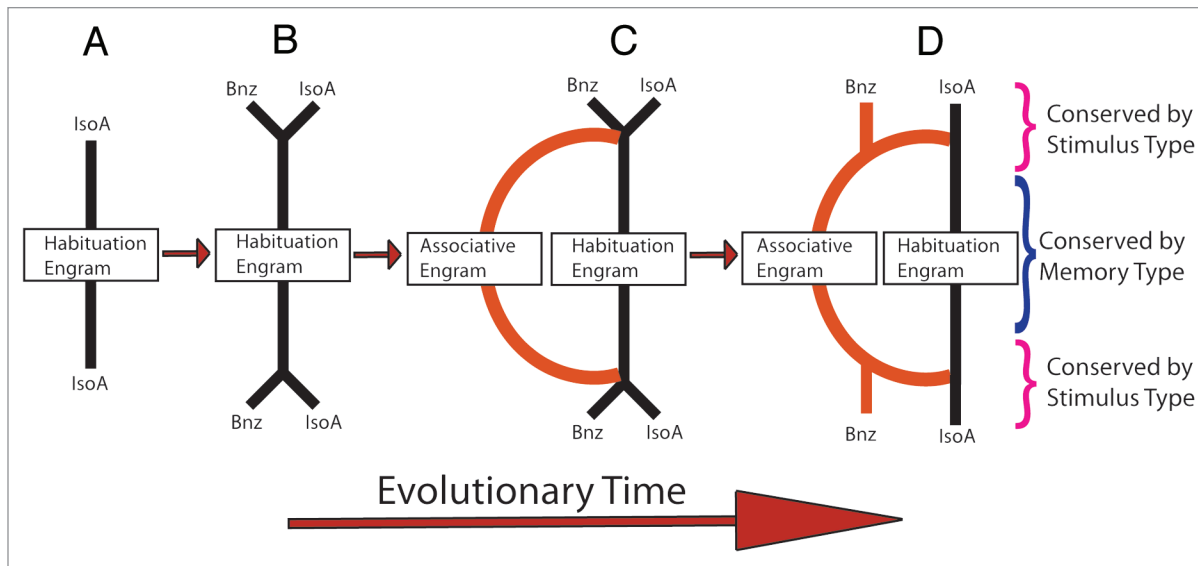 A
B
C
D
IsoA
Habituation
Engram
IsoA
Bnz
IsoA
Habituation
Engram
Bnz
IsoA
Bnz
IsoA
Associative
Engram
Habituation
Engram
Bnz
IsoA
Bnz
IsoA
Associative
Engram
Habituation
Engram
Bnz
IsoA
Conserved by
Stimulus Type
Conserved by
Memory Type
Conserved by
Stimulus Type
Evolutionary Time